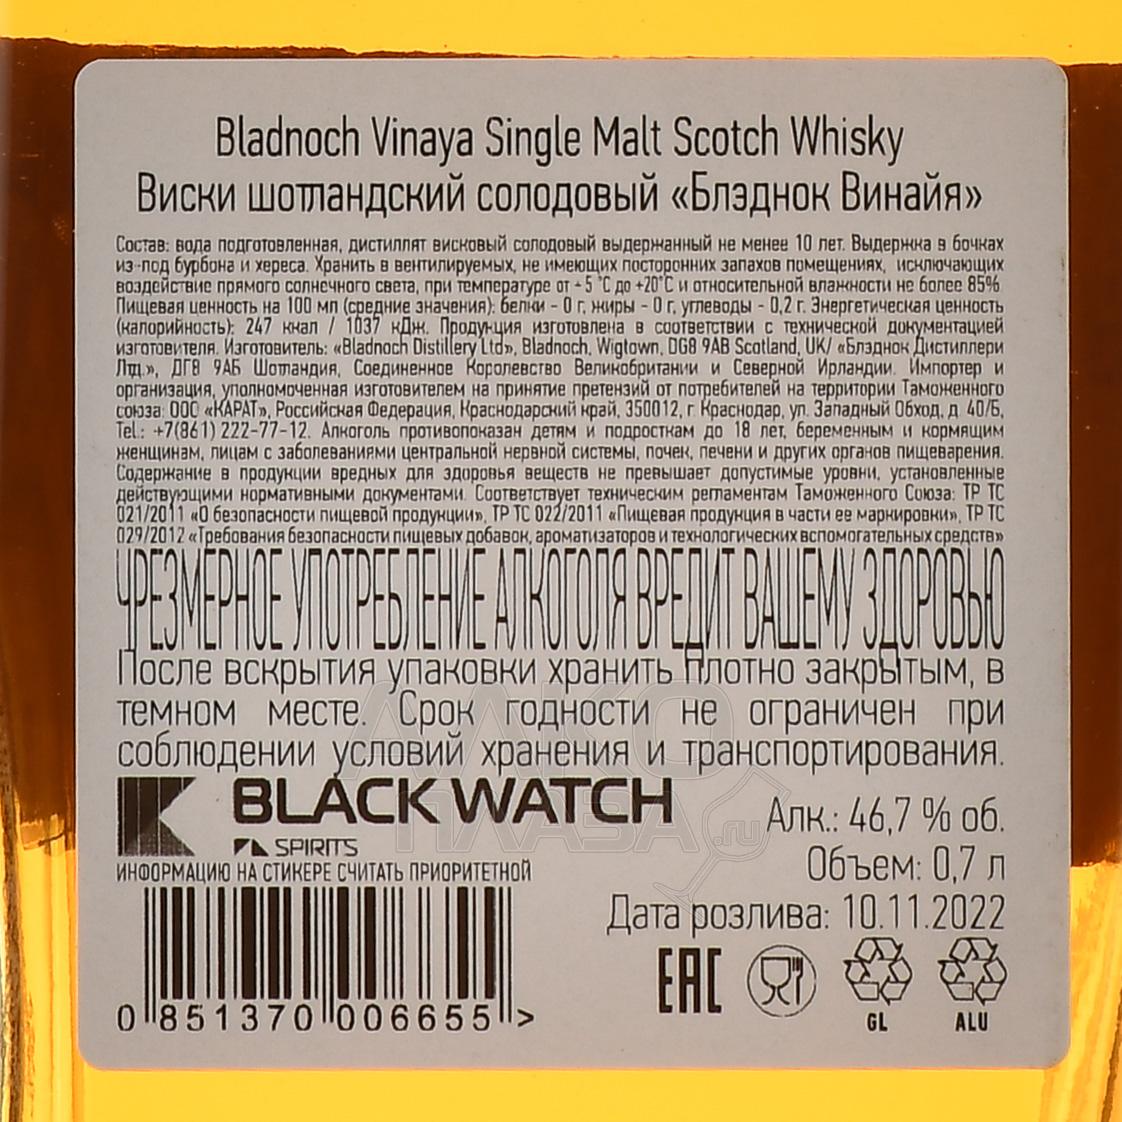 Bladnoch Vinaya Single Malt Scotch Whisky
Виски шотландский солодовый «Блэднок Винайя»
Состав: вода подготовленная, дистиллят висковый солодовый выдержанный не менее 10 лет. Выдержка в бочках
из-под бурбона и хереса. Хранить в вентилируемых, не имеющих посторонних запахов помещениях, исключающих
воздействие прямого солнечного света, при температуре от +5 °C до +20°C и относительной влажности не более 85%.
Пищевая ценность на 100 мл (средние значения): белки - 0 г, жиры - 0 г, углеводы - 0,2 г. Энергетическая ценность
(калорийность): 247 ккал / 1037 кДж. Продукция изготовлена в соответствии с технической документацией
изготовителя. Изготовитель: «Bladnoch Distillery Ltd», Bladnoch, Wigtown, DG8 9AB Scotland, UK/ «Блэднок Дистиллери
Лтд.», ДГ8 9АБ Шотландия, Соединенное Королевство Великобритании и Северной Ирландии. Импортер и
организация, уполномоченная изготовителем на принятие претензий от потребителей на территории Таможенного
союза: ООО «КАРАТ», Российская Федерация, Краснодарский край, 350012, г. Краснодар, ул. Западный Обход, д. 40/Б,
Tel.: +7(861) 222-77-12. Алкоголь противопоказан детям и подросткам до 18 лет, беременным и кормящим
женщинам, лицам с заболеваниями центральной нервной системы, почек, печени и других органов пищеварения.
Содержание в продукции вредных для здоровья веществ не превышает допустимые уровни, установленные
действующими нормативными документами. Соответствует техническим регламентам Таможенного Союза: ТР ТС
021/2011 «О безопасности пищевой продукции», ТР ТС 022/2011 «Пищевая продукция в части ее маркировки», ТР ТС
029/2012 «Требования безопасности пищевых добавок, ароматизаторов и технологических вспомогательных средств»
ЧРЕЗМЕРНОЕ УПОТРЕБЛЕНИЕ АЛКОГОЛЯ ВРЕДИТ ВАШЕМУ ЗДОРОВЬЮ
После вскрытия упаковки хранить плотно закрытым, в
темном месте. Срок годности не ограничен при
соблюдении условий хранения и транспортирования.
BLACK WATCH
SPIRITS
Алк.: 46,7 % об.
Объем: 0,7 л
ИНФОРМАЦИЮ НА СТИКЕРЕ СЧИТАТЬ ПРИОРИТЕТНОЙ
Дата розлива: 10.11.2022
0 851370 006655 >
EAC
GL
ALU
АЛКО
ПЛАЗА.ru